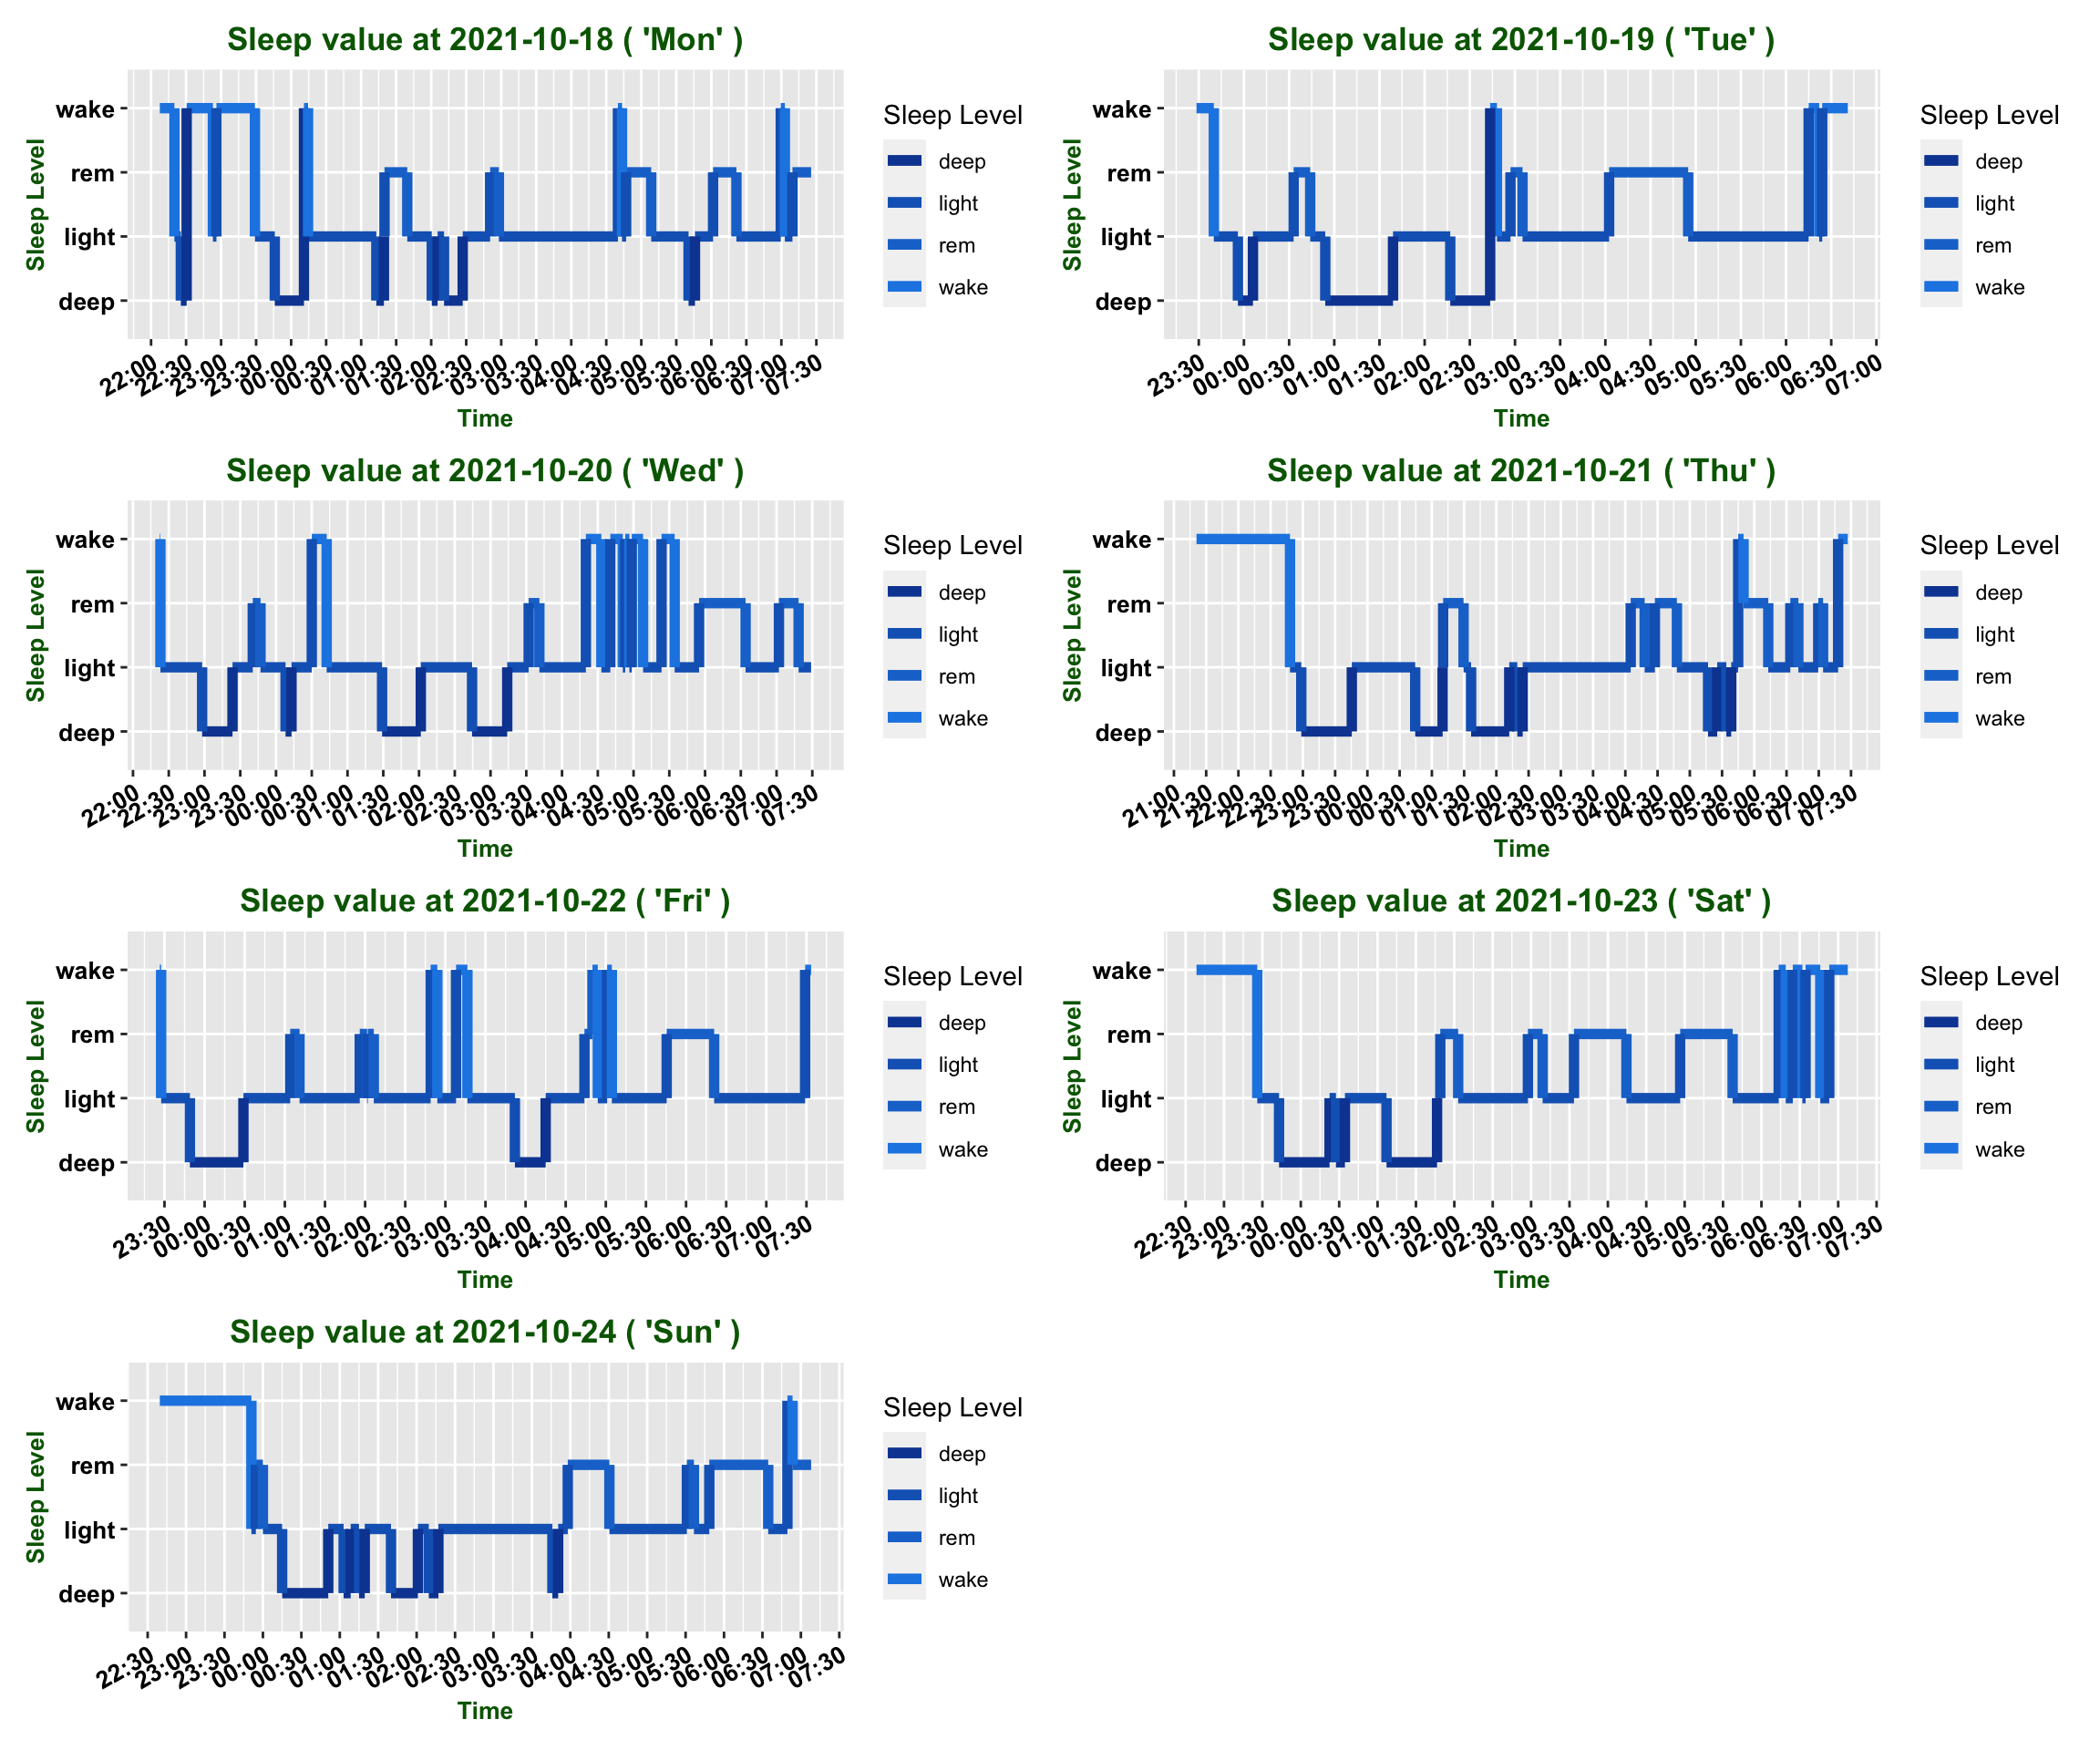 Sleep value at 2021-10-18 ( 'Mon' )
Sleep Level
wake
rem
light
deep
22:00 22:30 23:00 23:30 00:00 00:30 01:00 01:30 02:00 02:30 03:00 03:30 04:00 04:30 05:00 05:30 06:00 06:30 07:00 07:30
Time
Sleep Level
deep
light
rem
wake
Sleep value at 2021-10-19 ( 'Tue' )
Sleep Level
wake
rem
light
deep
23:30 00:00 00:30 01:00 01:30 02:00 02:30 03:00 03:30 04:00 04:30 05:00 05:30 06:00 06:30 07:00
Time
Sleep Level
deep
light
rem
wake
Sleep value at 2021-10-20 ( 'Wed' )
Sleep Level
wake
rem
light
deep
22:00 22:30 23:00 23:30 00:00 00:30 01:00 01:30 02:00 02:30 03:00 03:30 04:00 04:30 05:00 05:30 06:00 06:30 07:00 07:30
Time
Sleep Level
deep
light
rem
wake
Sleep value at 2021-10-21 ( 'Thu' )
Sleep Level
wake
rem
light
deep
21:00 21:30 22:00 22:30 23:00 23:30 00:00 00:30 01:00 01:30 02:00 02:30 03:00 03:30 04:00 04:30 05:00 05:30 06:00 06:30 07:00 07:30
Time
Sleep Level
deep
light
rem
wake
Sleep value at 2021-10-22 ( 'Fri' )
Sleep Level
wake
rem
light
deep
23:30 00:00 00:30 01:00 01:30 02:00 02:30 03:00 03:30 04:00 04:30 05:00 05:30 06:00 06:30 07:00 07:30
Time
Sleep Level
deep
light
rem
wake
Sleep value at 2021-10-23 ( 'Sat' )
Sleep Level
wake
rem
light
deep
22:30 23:00 23:30 00:00 00:30 01:00 01:30 02:00 02:30 03:00 03:30 04:00 04:30 05:00 05:30 06:00 06:30 07:00 07:30
Time
Sleep Level
deep
light
rem
wake
Sleep value at 2021-10-24 ( 'Sun' )
Sleep Level
wake
rem
light
deep
22:30 23:00 23:30 00:00 00:30 01:00 01:30 02:00 02:30 03:00 03:30 04:00 04:30 05:00 05:30 06:00 06:30 07:00 07:30
Time
Sleep Level
deep
light
rem
wake